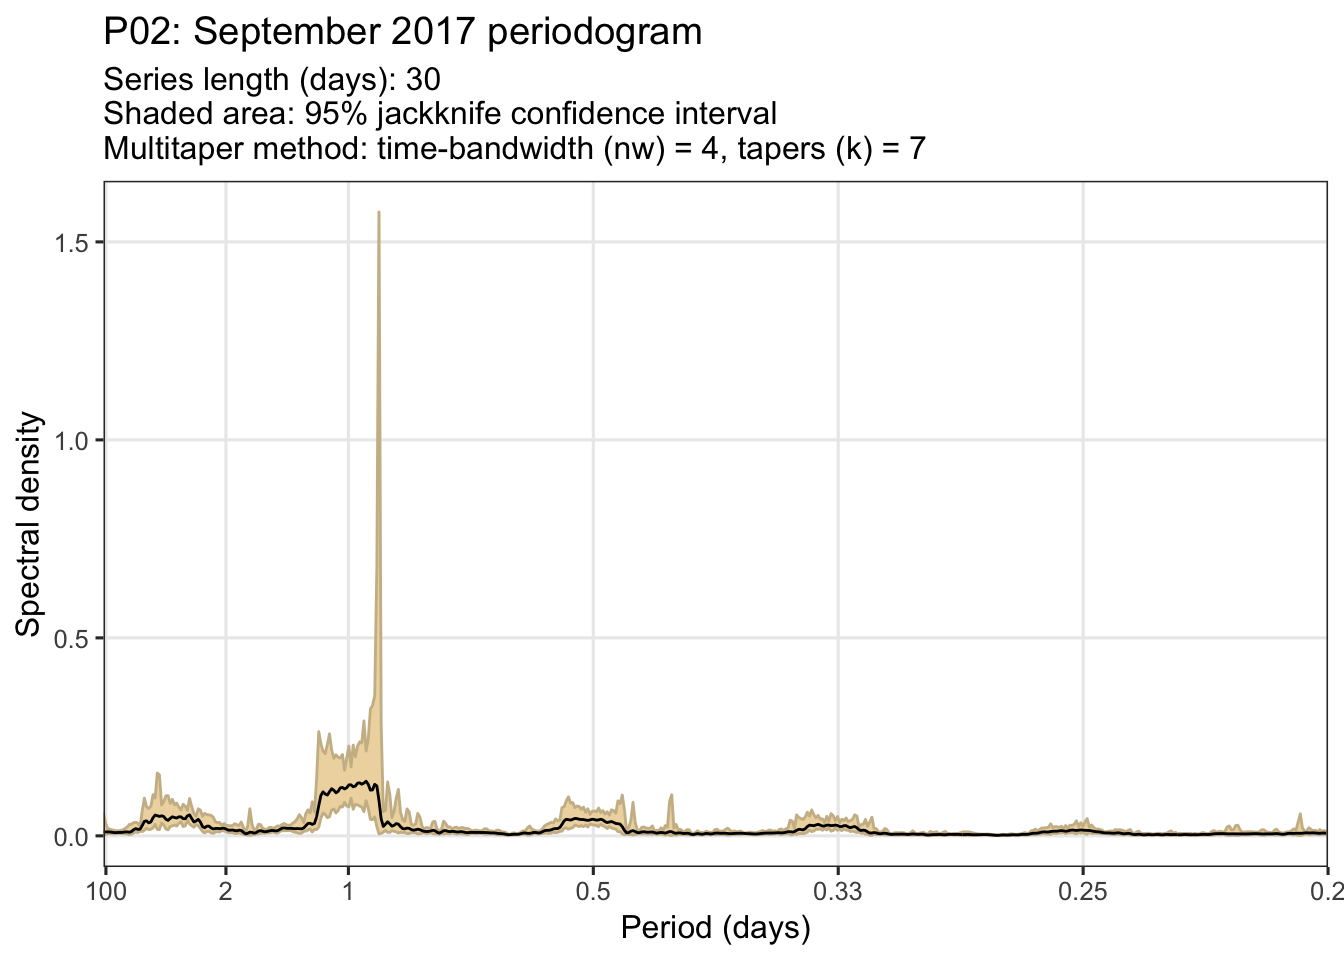 P02: September 2017 periodogram
Series length (days): 30
Shaded area: 95% jackknife confidence interval
Multitaper method: time-bandwidth (nw) = 4, tapers (k) = 7
Spectral density
1.5
1.0
0.5
0.0
100 2 1 0.5 0.33 0.25 0.2
Period (days)